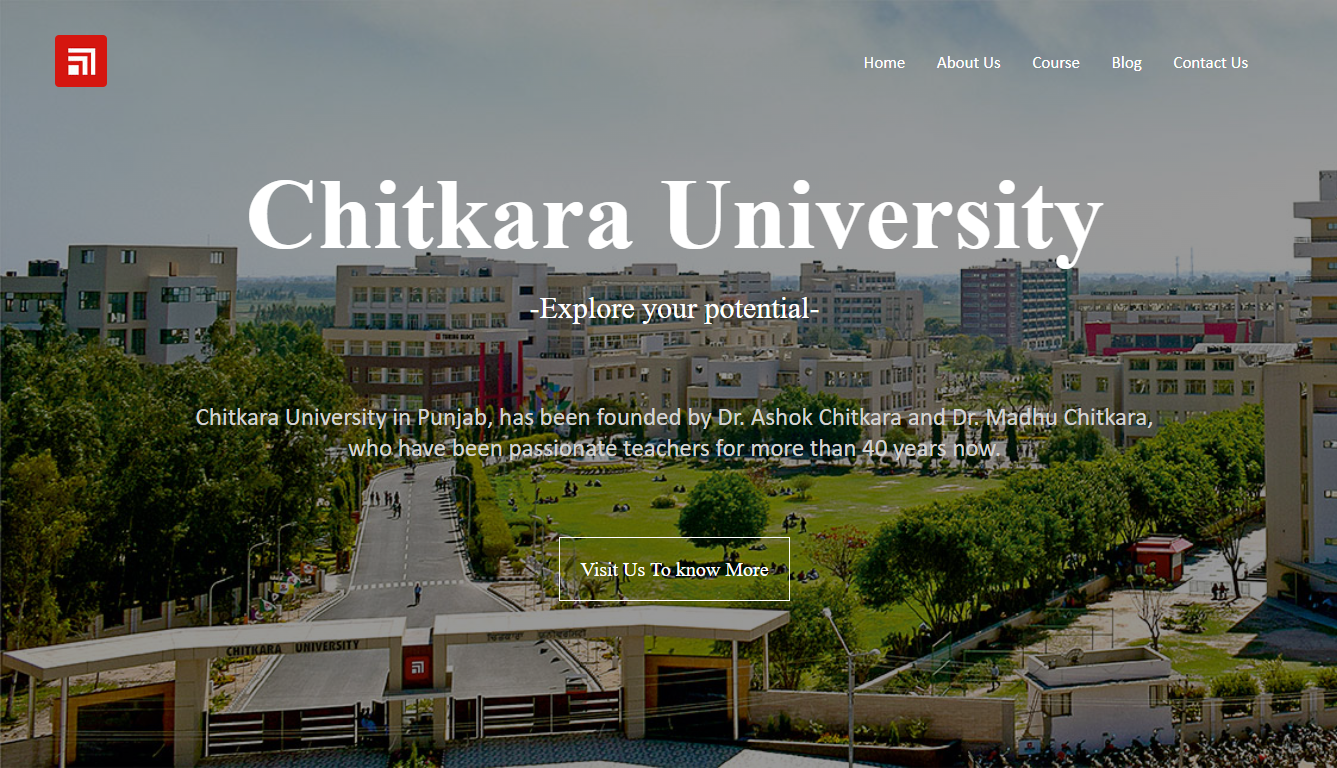 Home About Us Course Blog Contact Us
Chitkara University
-Explore your potential-
Chitkara University in Punjab, has been founded by Dr. Ashok Chitkara and Dr. Madhu Chitkara,
who have been passionate teachers for more than 40 years now.
Visit Us To know More
CHITKARA UNIVERSITY